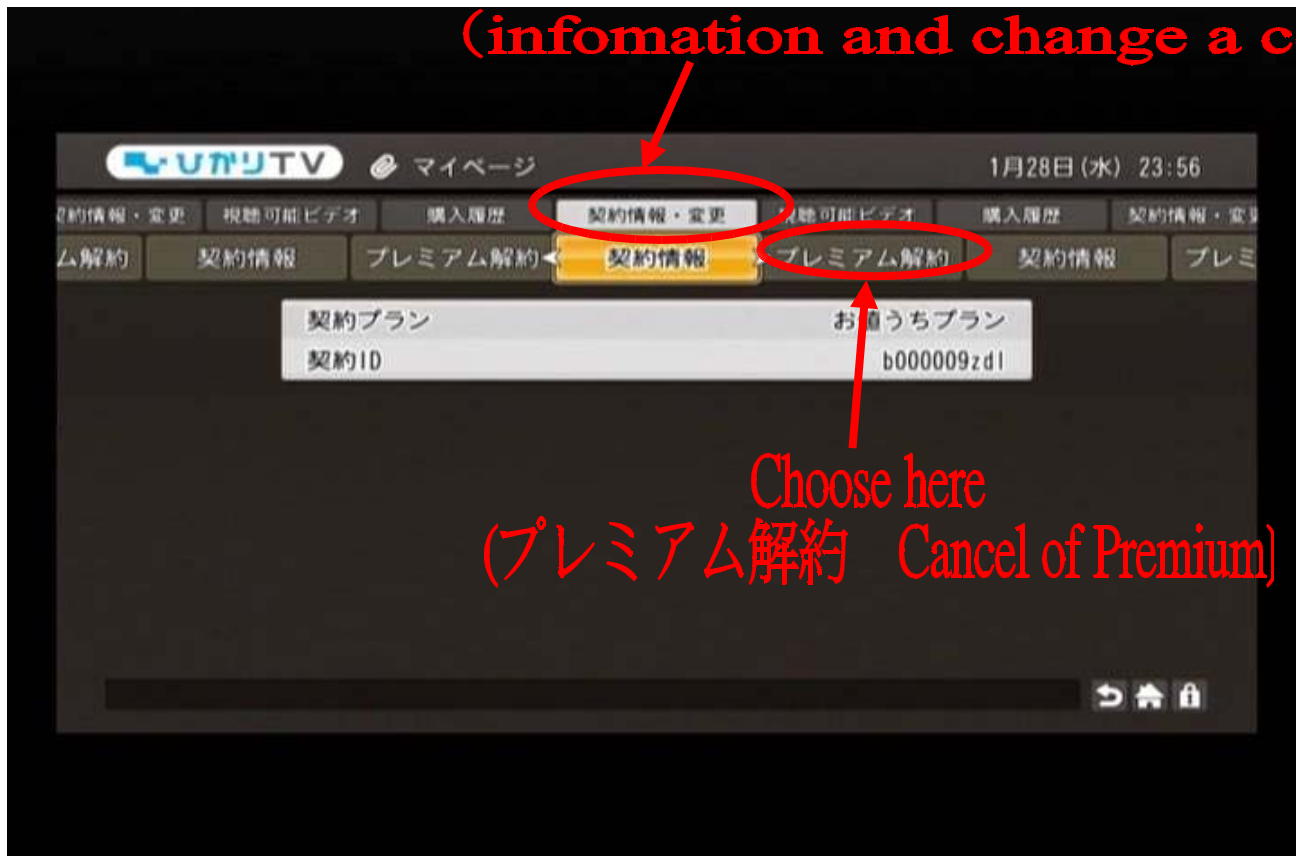 （infomation and change a c
ひかりTV マイページ 1月28日(水) 23:56
約情報・変更 視聴可能ビデオ 購入履歴 契約情報・変更 視聴可能ビデオ 購入履歴 契約情報・変更
ム解約 契約情報 プレミアム解約 契約情報 プレミアム解約 契約情報 プレミ
契約プラン お値うちプラン
契約ID b000009zdl
Choose here
(プレミアム解約 Cancel of Premium)